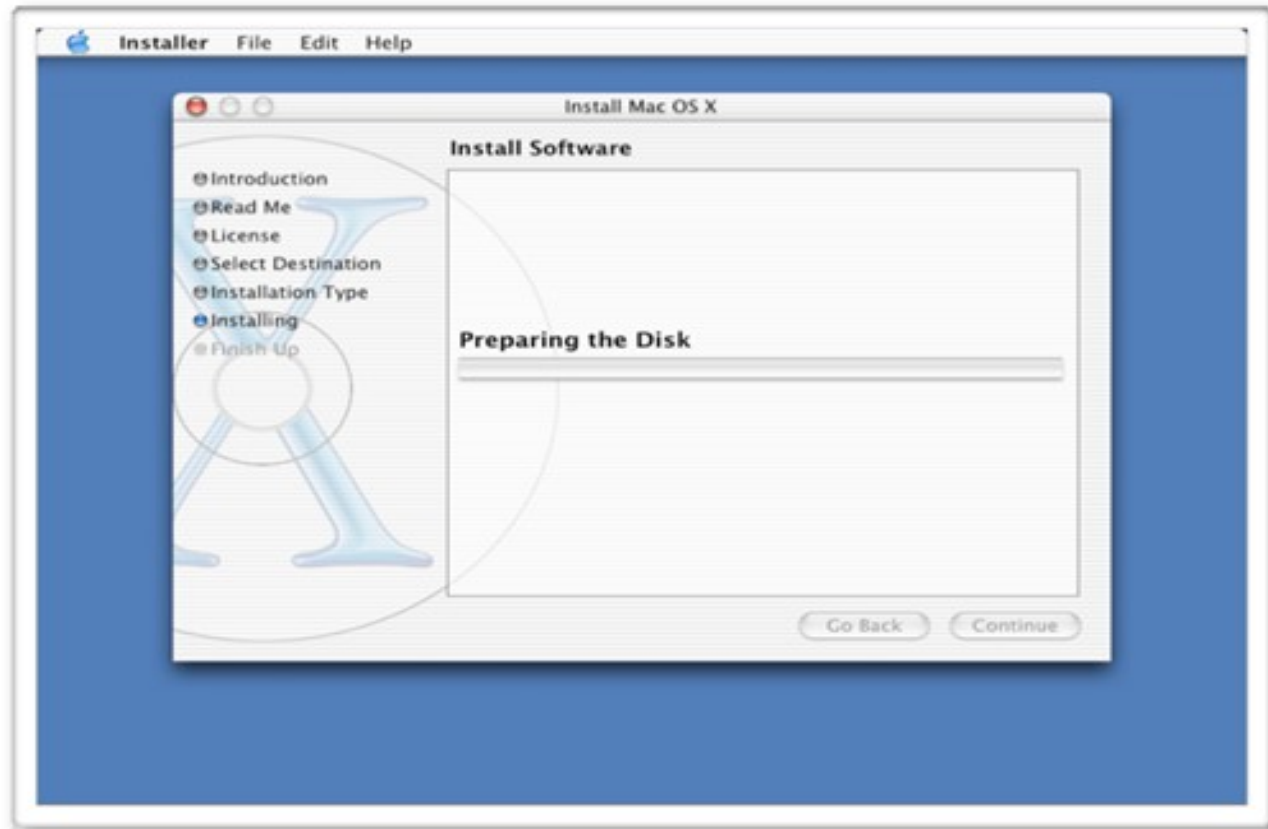 Installer File Edit Help
Install Mac OS X
Install Software
Introduction
Read Me
License
Select Destination
Installation Type
Installing
Finish Up
Preparing the Disk
Go Back Continue